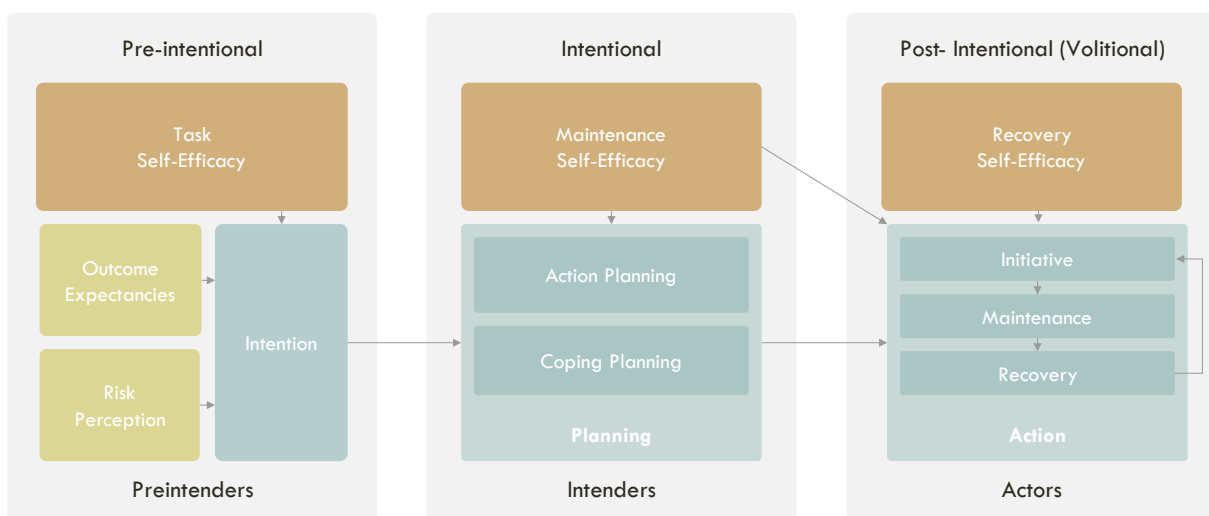 Pre-intentional
Task
Self-Efficacy
Outcome
Expectancies
Risk
Perception
Intention
Preintenders
Intentional
Maintenance
Self-Efficacy
Action Planning
Coping Planning
Planning
Intenders
Post- Intentional (Volitional)
Recovery
Self-Efficacy
Initiative
Maintenance
Recovery
Action
Actors